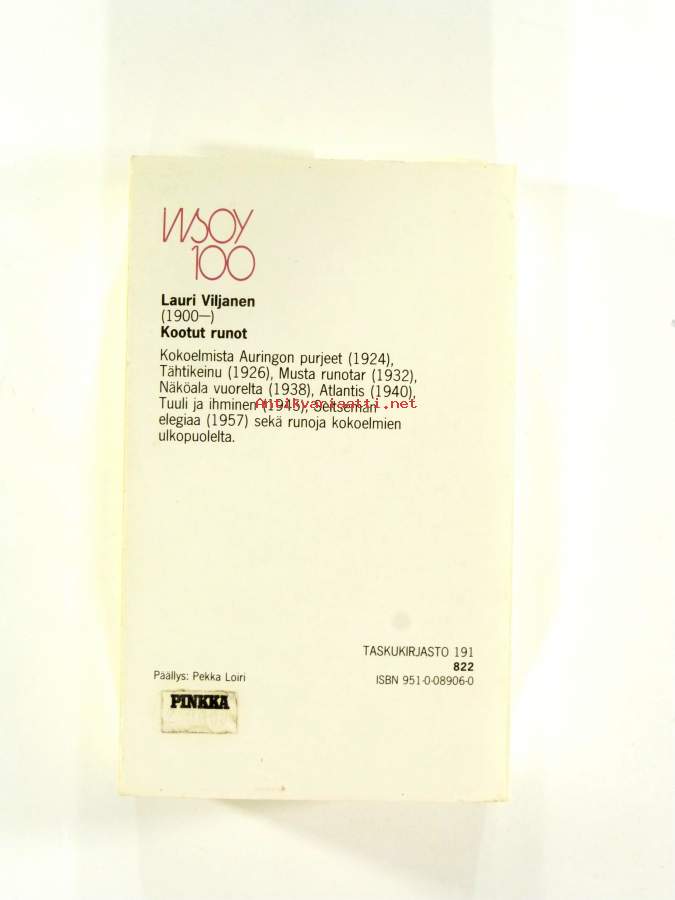 WSOY
100
Lauri Viljanen
(1900—)
Kootut runot
Kokoelmista Auringon purjeet (1924),
Tähtikeinu (1926), Musta runotar (1932),
Näköala vuorelta (1938), Atlantis (1940),
Tuuli ja ihminen (1945), Seitsemän
Antikvariaatti.net
elegiaa (1957) sekä runoja kokoelmien
ulkopuolelta.
TASKUKIRJASTO 191
822
ISBN 951-0-08906-0
Päällys: Pekka Loiri
PINKKA